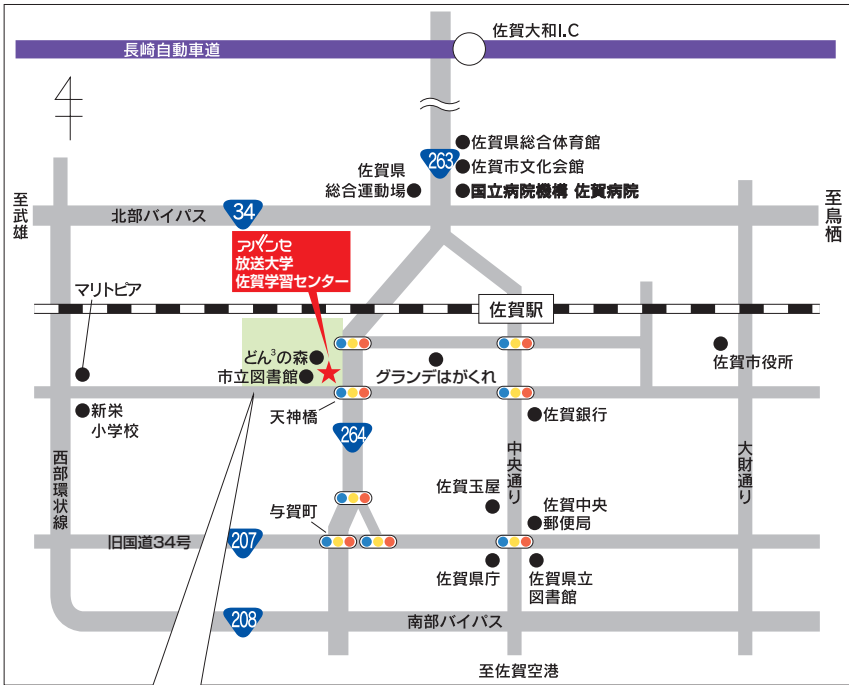 佐賀大和I.C
長崎自動車道
263
佐賀県総合体育館
佐賀市文化会館
国立病院機構 佐賀病院
佐賀県
総合運動場
至武雄
北部バイパス
34
至鳥栖
アバンセ
放送大学
佐賀学習センター
マリトピア
佐賀駅
どん³の森
市立図書館
グランデはがくれ
佐賀市役所
新栄
小学校
天神橋
佐賀銀行
264
西部環状線
中央通り
大財通り
佐賀玉屋
佐賀中央
郵便局
与賀町
旧国道34号
207
佐賀県庁
佐賀県立
図書館
208
南部バイパス
至佐賀空港